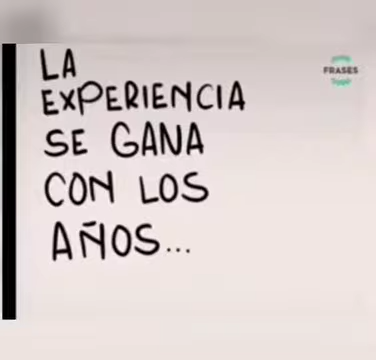 LA
EXPERIENCIA
SE GANA
CON LOS
AÑOS...
FRASES